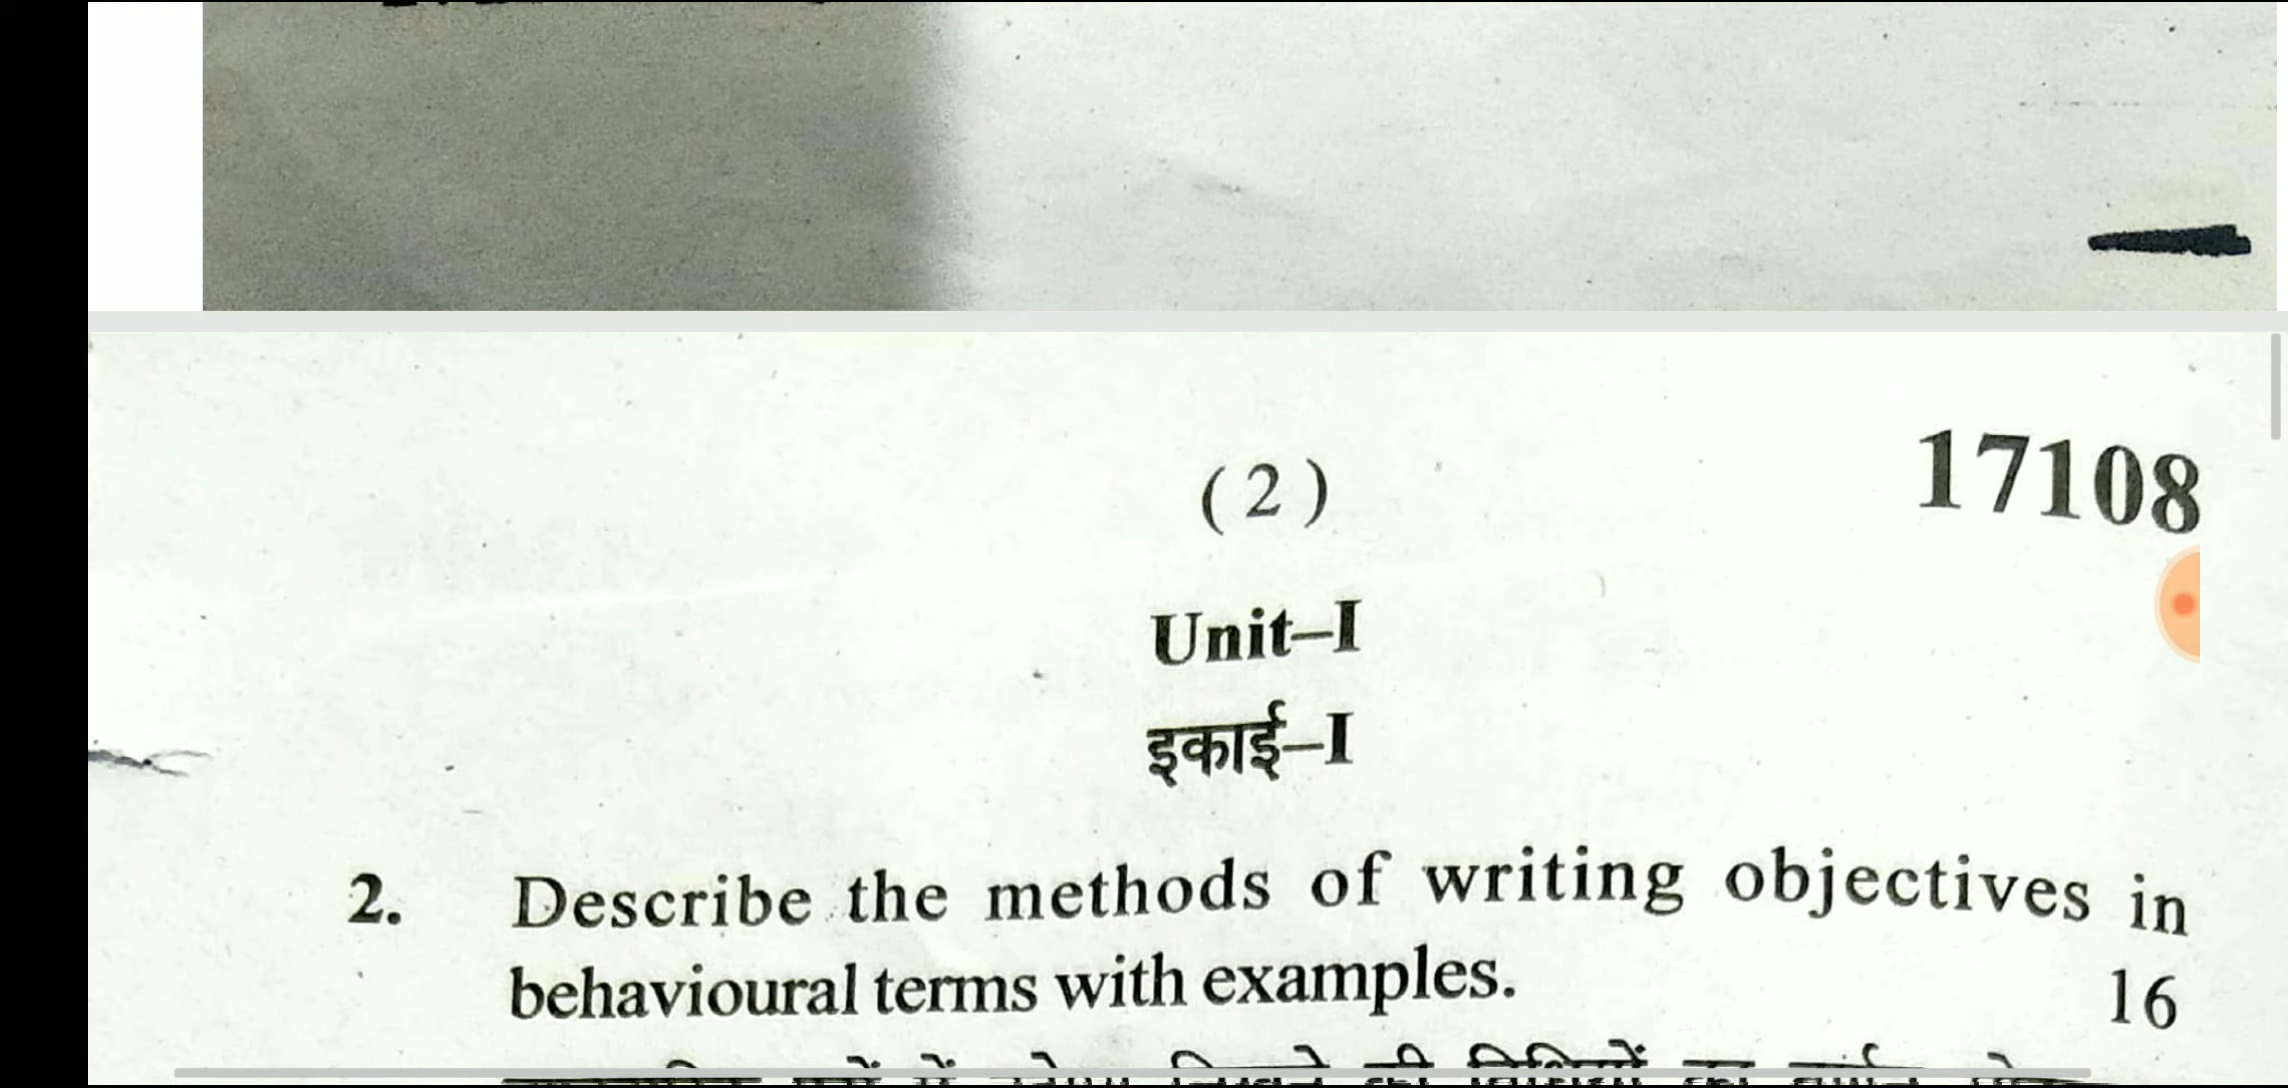 (2)
17108
Unit–I
इकाई–I
2. Describe the methods of writing objectives in
behavioural terms with examples. 16